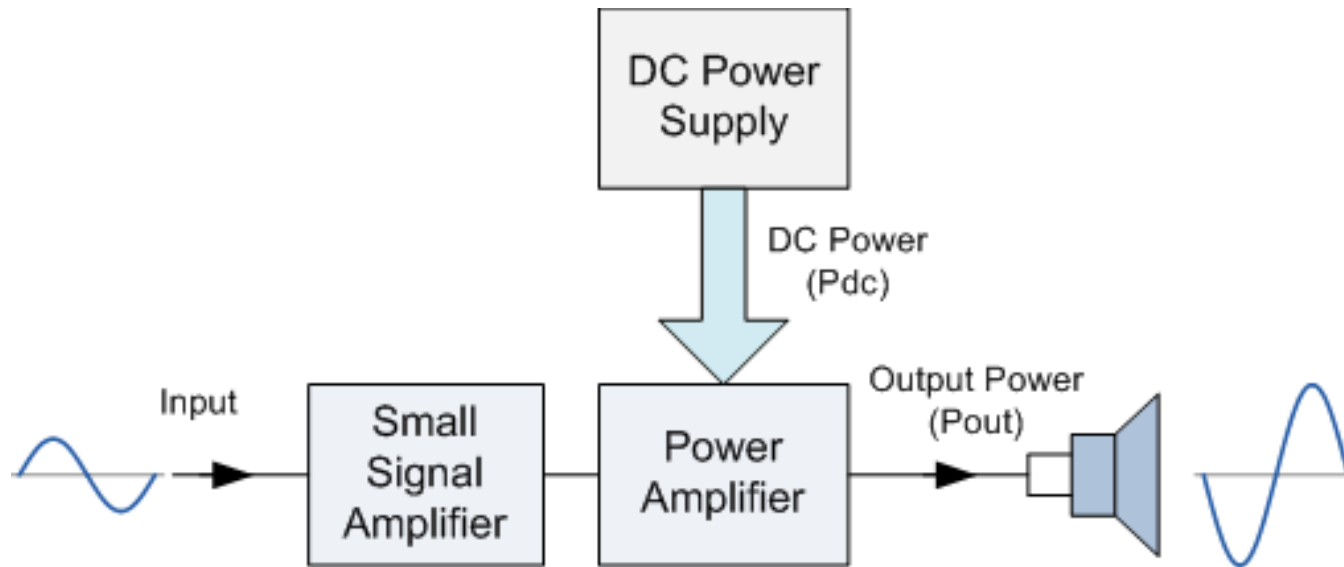 DC Power
Supply
DC Power
(Pdc)
Input
Small
Signal
Amplifier
Power
Amplifier
Output Power
(Pout)